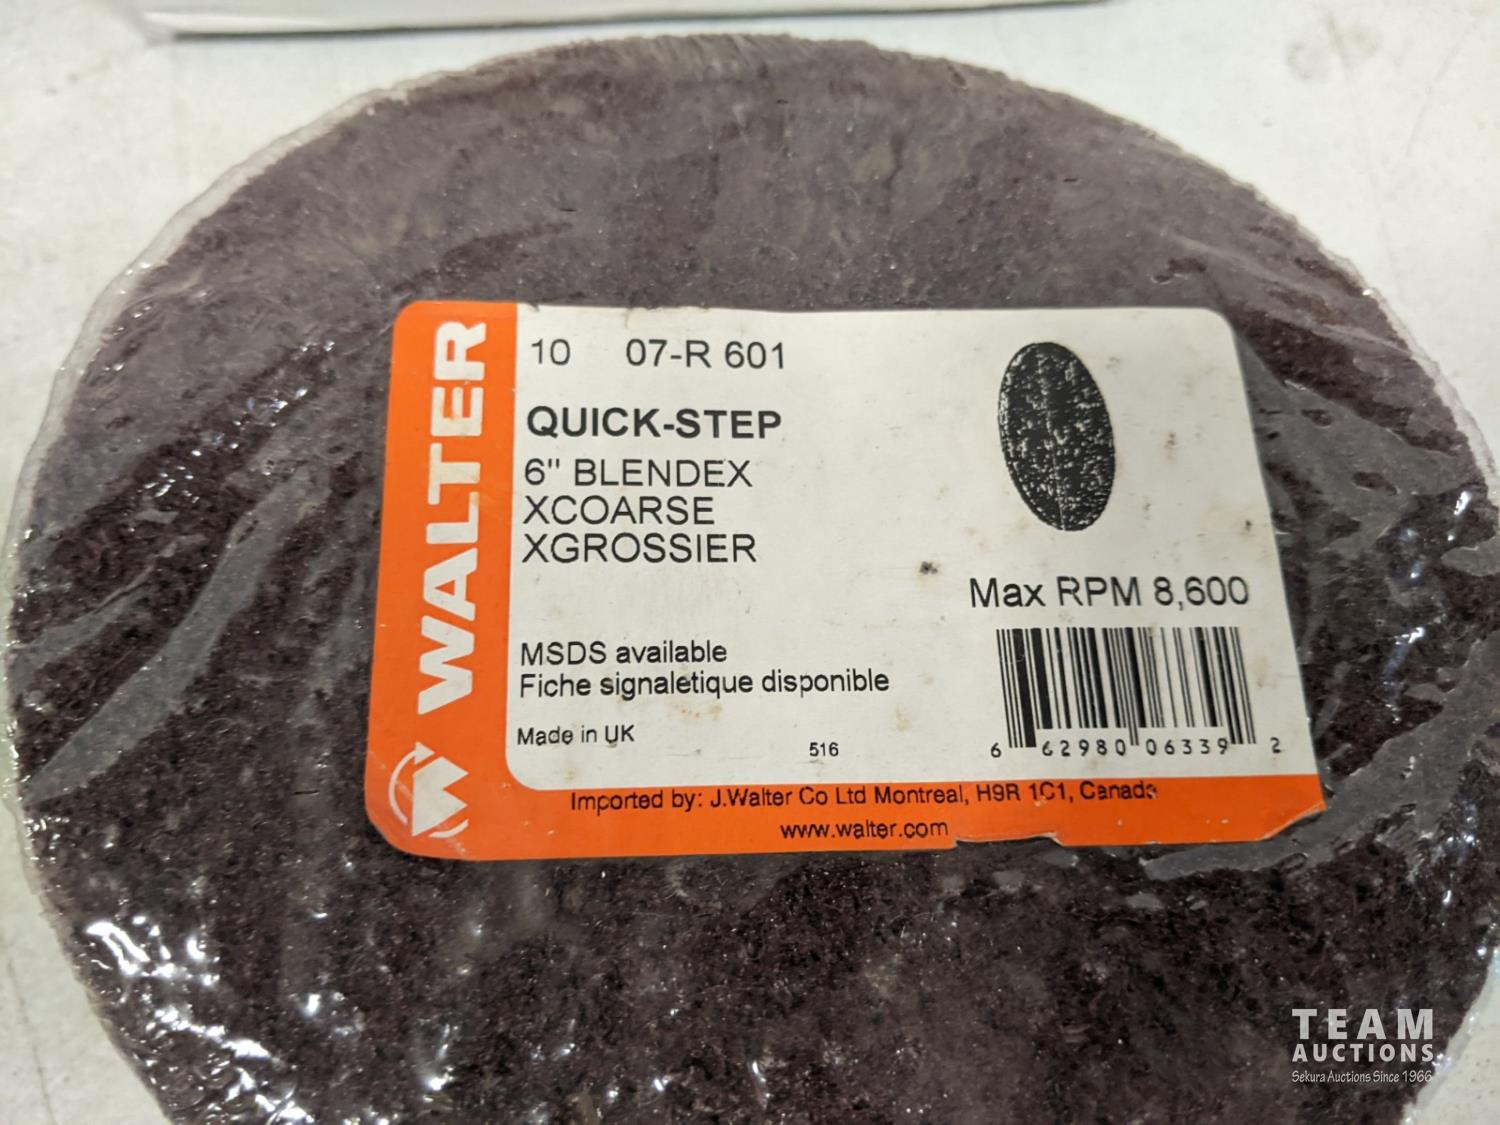 WALTER
10 07-R 601
QUICK-STEP
6" BLENDEX
XCOARSE
XGROSSIER
Max RPM 8,600
MSDS available
Fiche signaletique disponible
Made in UK
516
6 62980 06339 2
Imported by: J.Walter Co Ltd Montreal, H9R 1C1, Canada
www.walter.com
TEAM
AUCTIONS
Sekura Auctions Since 1966